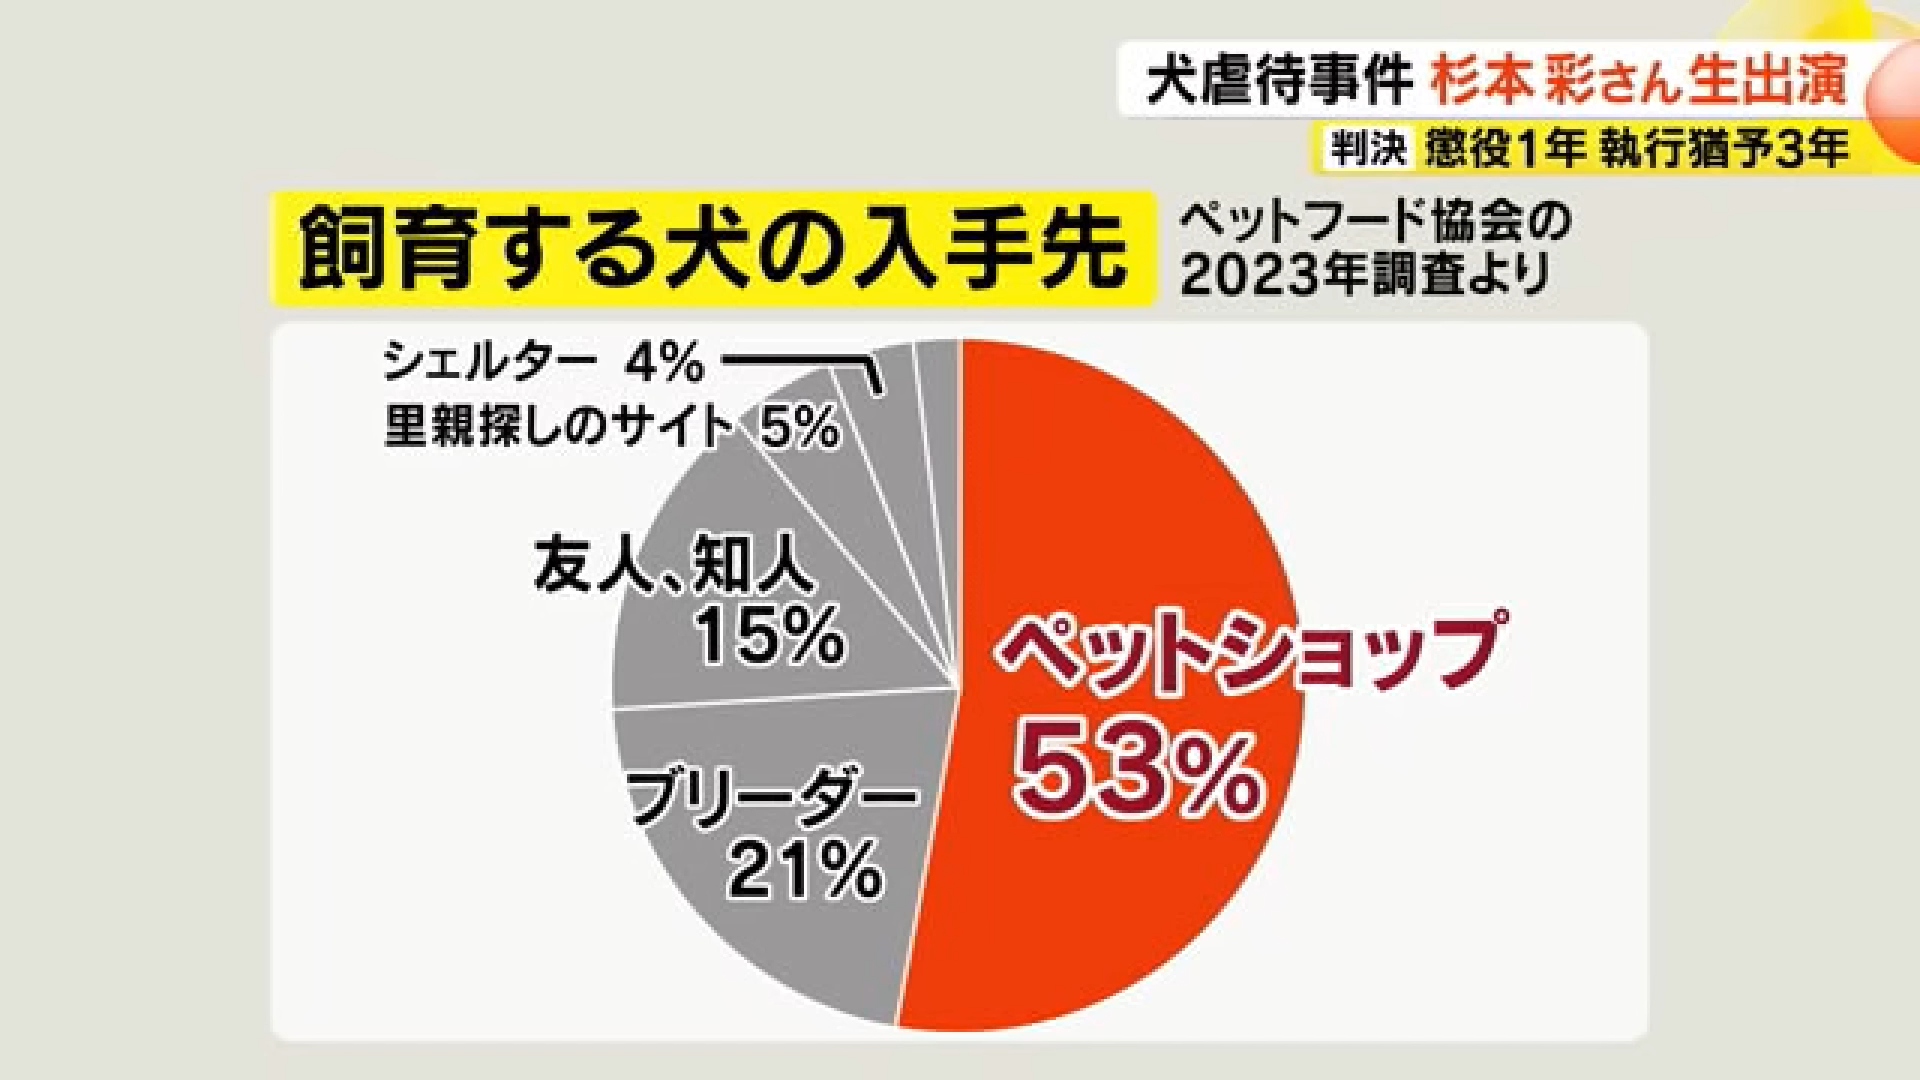 犬虐待事件 杉本 彩さん生出演
判決 懲役1年 執行猶予3年
飼育する犬の入手先
ペットフード協会の
2023年調査より
シェルター 4%
里親探しのサイト 5%
友人、知人
15%
ブリーダー
21%
ペットショップ
53%